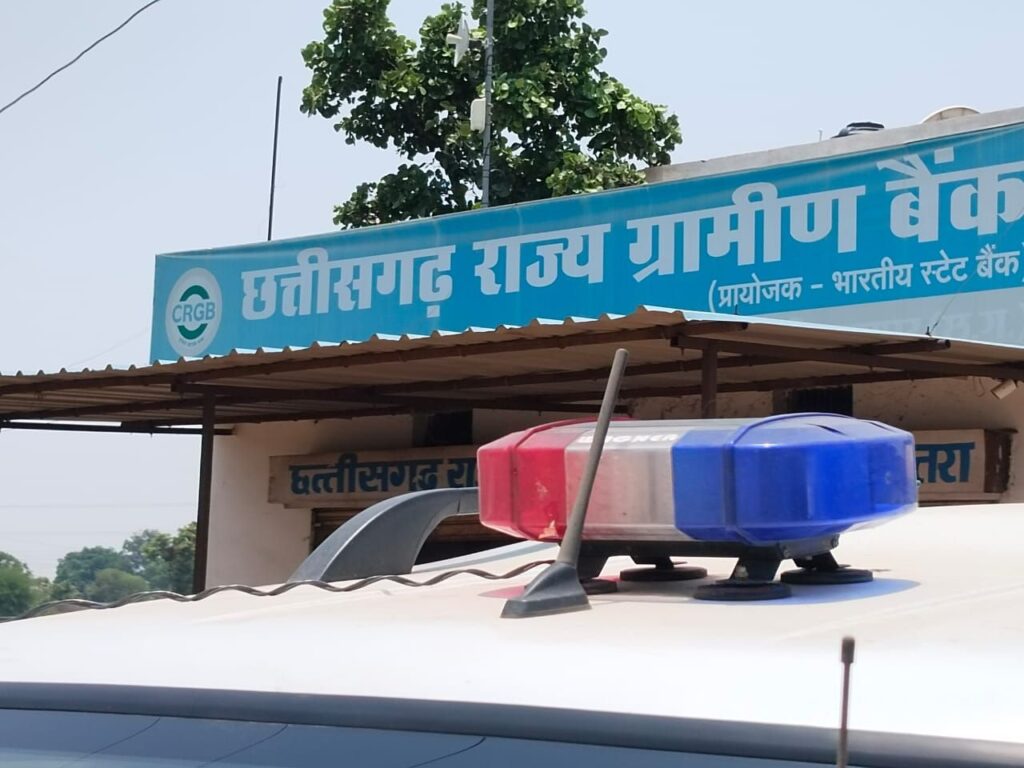 छत्तीसगढ़ राज्य ग्रामीण बैंक
(प्रायोजक - भारतीय स्टेट बैंक)
CRGB
छत्तीसगढ़